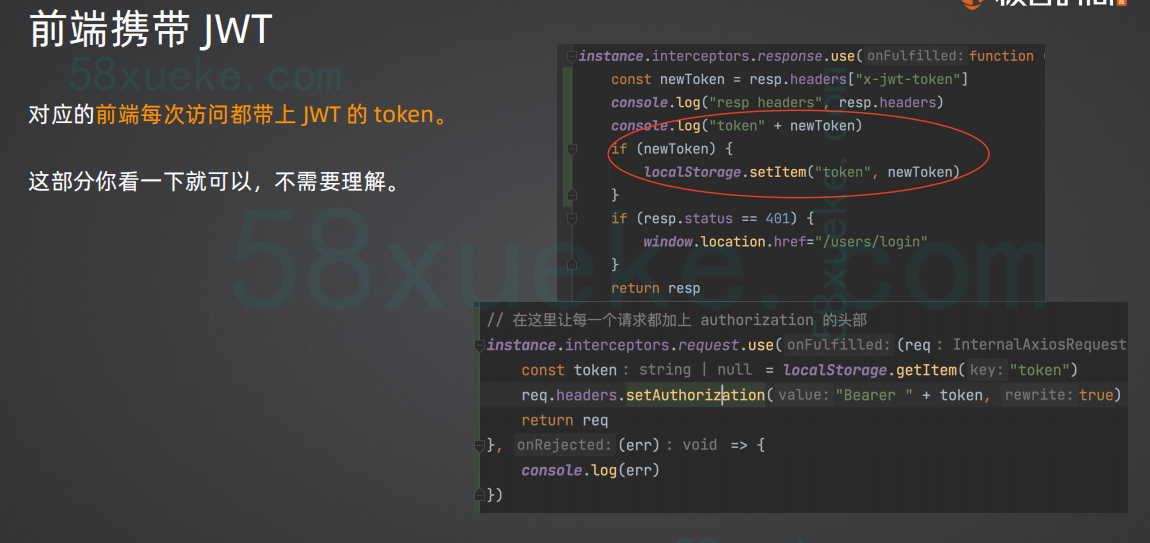 前端携带 JWT
58xueke.com
对应的前端每次访问都带上 JWT 的 token。
这部分你看一下就可以，不需要理解。
58xueke.com
instance.interceptors.response.use( onFulfilled: function
const newToken = resp.headers["x-jwt-token"]
console.log("resp headers", resp.headers)
console.log("token" + newToken)
if (newToken) {
localStorage.setItem("token", newToken)
}
if (resp.status == 401) {
window.location.href="/users/login"
}
return resp
// 在这里让每一个请求都加上 authorization 的头部
instance.interceptors.request.use( onFulfilled: (req : InternalAxiosRequest
const token : string | null = localStorage.getItem( key: "token")
req.headers.setAuthorization( value: "Bearer " + token, rewrite: true)
return req
}, onRejected: (err) : void => {
console.log(err)
})